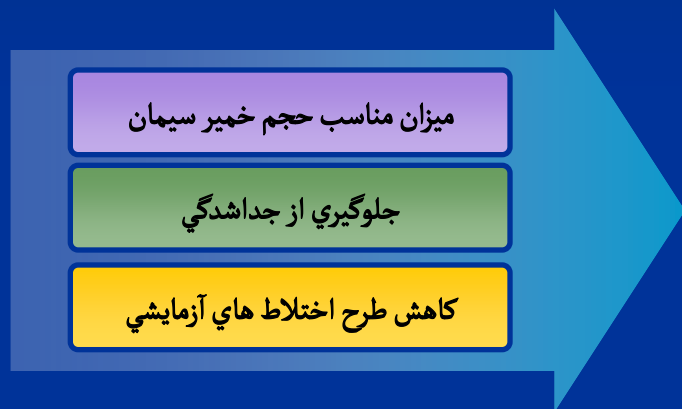 ميزان مناسب حجم خمير سيمان
جلوگيري از جداشدگي
كاهش طرح اختلاط هاي آزمايشي